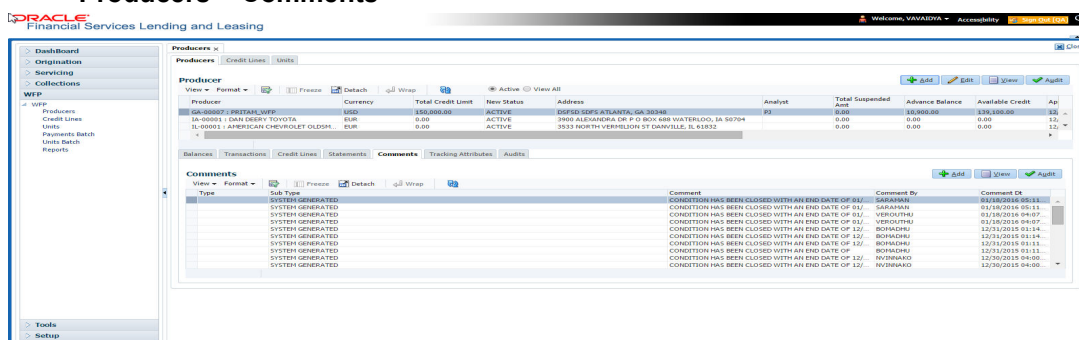 Producers - Comments
ORACLE
Financial Services Lending and Leasing
Welcome, VAVAIDYA Accessibility Sign Out (QA)
DashBoard
Origination
Servicing
Collections
WFP
WFP
Producers
Credit Lines
Units
Payments Batch
Units Batch
Reports
Tools
Setup
Producers × Clo
Producers Credit Lines Units
Producer Add Edit View Audit
View Format Freeze Detach Wrap Active View All
Producer Currency Total Credit Limit New Status Address Analyst Total Suspended Amt Advance Balance Available Credit Ap
GA-00007 : PRITAM_WFP USD 150,000.00 ACTIVE DSFSD SDFS ATLANTA, GA 30348 PJ 0.00 10,900.00 139,100.00 12/
IA-00001 : DAN DEERY TOYOTA EUR 0.00 ACTIVE 3900 ALEXANDRA DR P O BOX 688 WATERLOO, IA 50704 0.00 0.00 0.00 12/
IL-00001 : AMERICAN CHEVROLET OLDSM... EUR 0.00 ACTIVE 3533 NORTH VERMILION ST DANVILLE, IL 61832 0.00 0.00 0.00 12/
Balances Transactions Credit Lines Statements Comments Tracking Attributes Audits
Comments Add View Audit
View Format Freeze Detach Wrap
Type Sub Type Comment Comment By Comment Dt
SYSTEM GENERATED CONDITION HAS BEEN CLOSED WITH AN END DATE OF 01/... SARAMAN 01/18/2016 05:11...
SYSTEM GENERATED CONDITION HAS BEEN CLOSED WITH AN END DATE OF 01/... SARAMAN 01/18/2016 05:11...
SYSTEM GENERATED CONDITION HAS BEEN CLOSED WITH AN END DATE OF 01/... VEROUTHU 01/18/2016 04:07...
SYSTEM GENERATED CONDITION HAS BEEN CLOSED WITH AN END DATE OF 01/... VEROUTHU 01/18/2016 04:07...
SYSTEM GENERATED CONDITION HAS BEEN CLOSED WITH AN END DATE OF 12/... BOMADHU 12/31/2015 01:14...
SYSTEM GENERATED CONDITION HAS BEEN CLOSED WITH AN END DATE OF 12/... BOMADHU 12/31/2015 01:14...
SYSTEM GENERATED CONDITION HAS BEEN CLOSED WITH AN END DATE OF 12/... BOMADHU 12/31/2015 01:11...
SYSTEM GENERATED CONDITION HAS BEEN CLOSED WITH AN END DATE OF 12/... BOMADHU 12/31/2015 01:11...
SYSTEM GENERATED CONDITION HAS BEEN CLOSED WITH AN END DATE OF 12/... NVINNAKO 12/30/2015 04:00...
SYSTEM GENERATED CONDITION HAS BEEN CLOSED WITH AN END DATE OF 12/... NVINNAKO 12/30/2015 04:00...